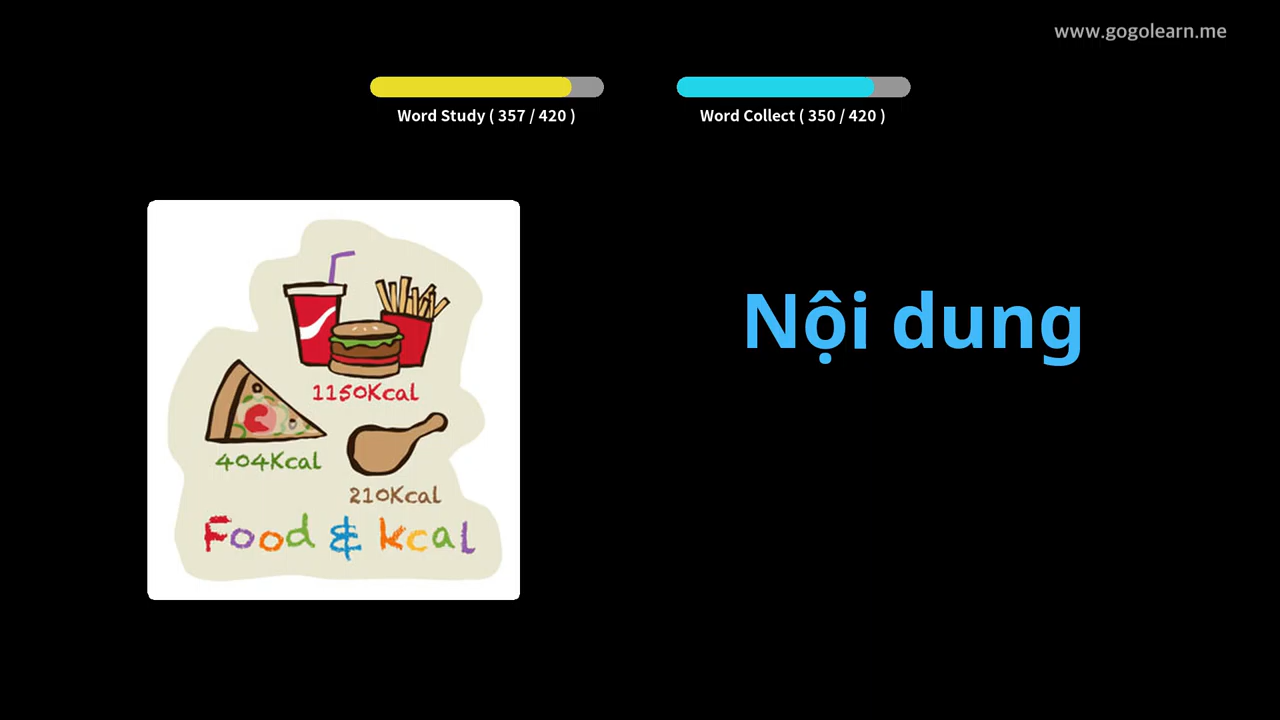 www.gogolearn.me
Word Study ( 357 / 420 )
Word Collect ( 350 / 420 )
Nội dung
1150Kcal
404Kcal
210Kcal
Food & kcal